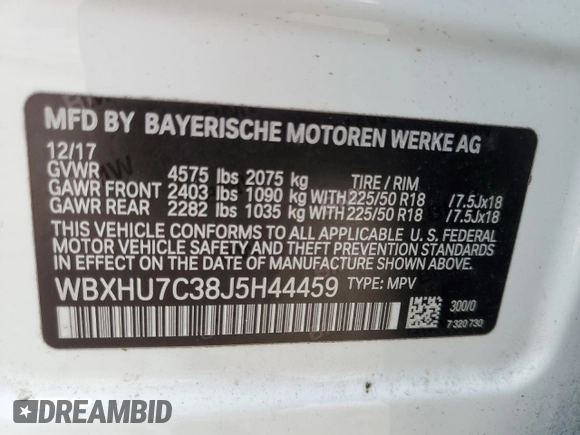 MFD BY BAYERISCHE MOTOREN WERKE AG
12/17
GVWR 4575 lbs 2075 kg TIRE / RIM
GAWR FRONT 2403 lbs 1090 kg WITH 225/50 R18 /7.5Jx18
GAWR REAR 2282 lbs 1035 kg WITH 225/50 R18 /7.5Jx18
THIS VEHICLE CONFORMS TO ALL APPLICABLE U.S. FEDERAL
MOTOR VEHICLE SAFETY AND THEFT PREVENTION STANDARDS
IN EFFECT ON THE DATE OF MANUFACTURE SHOWN ABOVE.
WBXHU7C38J5H44459 TYPE: MPV
300/0
7 320 730
DREAMBID